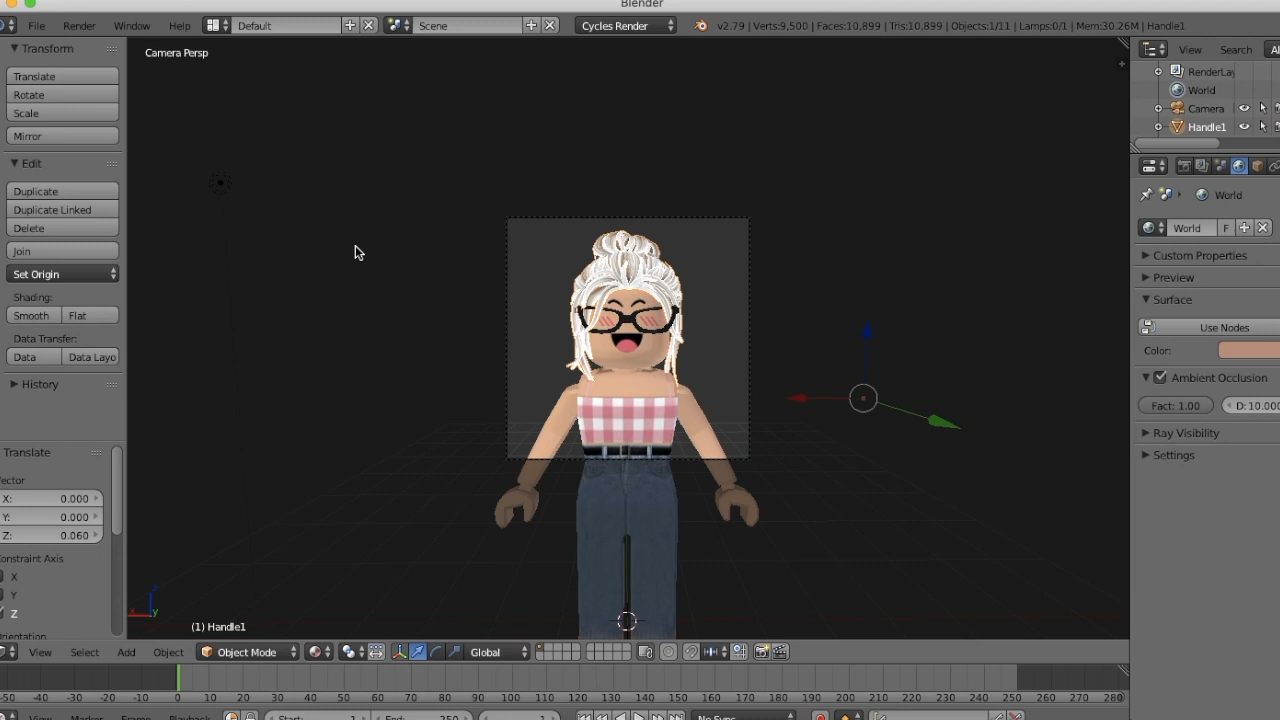 Blender
File Render Window Help Default Scene Cycles Render v2.79 | Verts:9,500 | Faces:10,899 | Tris:10,899 | Objects:1/11 | Lamps:0/1 | Mem:30.26M | Handle1
Transform
Translate
Rotate
Scale
Mirror
Edit
Duplicate
Duplicate Linked
Delete
Join
Set Origin
Shading:
Smooth Flat
Data Transfer:
Data Data Layo
History
Translate
Vector
X: 0.000
Y: 0.000
Z: 0.060
Constraint Axis
X
Y
Z
Orientation
Camera Persp
x y z
(1) Handle1
View Search Al
RenderLay
World
Camera
Handle1
World
World F
Custom Properties
Preview
Surface
Use Nodes
Color:
Ambient Occlusion
Fact: 1.00 D: 10.000
Ray Visibility
Settings
View Select Add Object Object Mode Global
-50 -40 -30 -20 -10 0 10 20 30 40 50 60 70 80 90 100 110 120 130 140 150 160 170 180 190 200 210 220 230 240 250 260 270 280
View Marker Frame Playback Start: 1 End: 250 1 No Sync